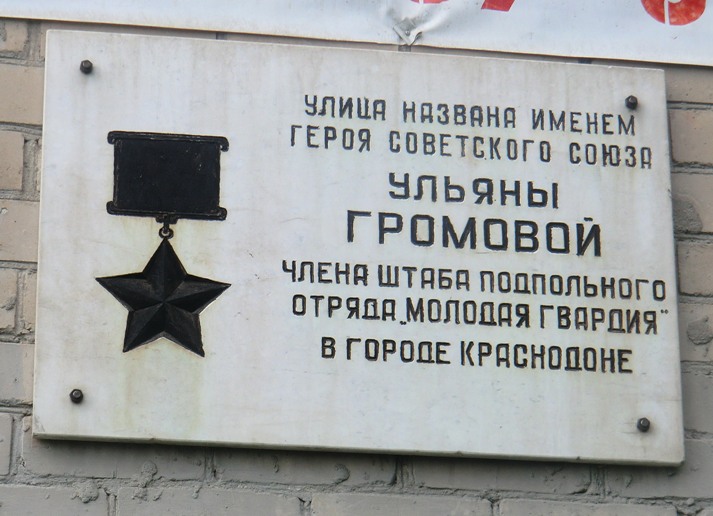 УЛИЦА НАЗВАНА ИМЕНЕМ
ГЕРОЯ СОВЕТСКОГО СОЮЗА
УЛЬЯНЫ
ГРОМОВОЙ
ЧЛЕНА ШТАБА ПОДПОЛЬНОГО
ОТРЯДА „МОЛОДАЯ ГВАРДИЯ"
В ГОРОДЕ КРАСНОДОНЕ